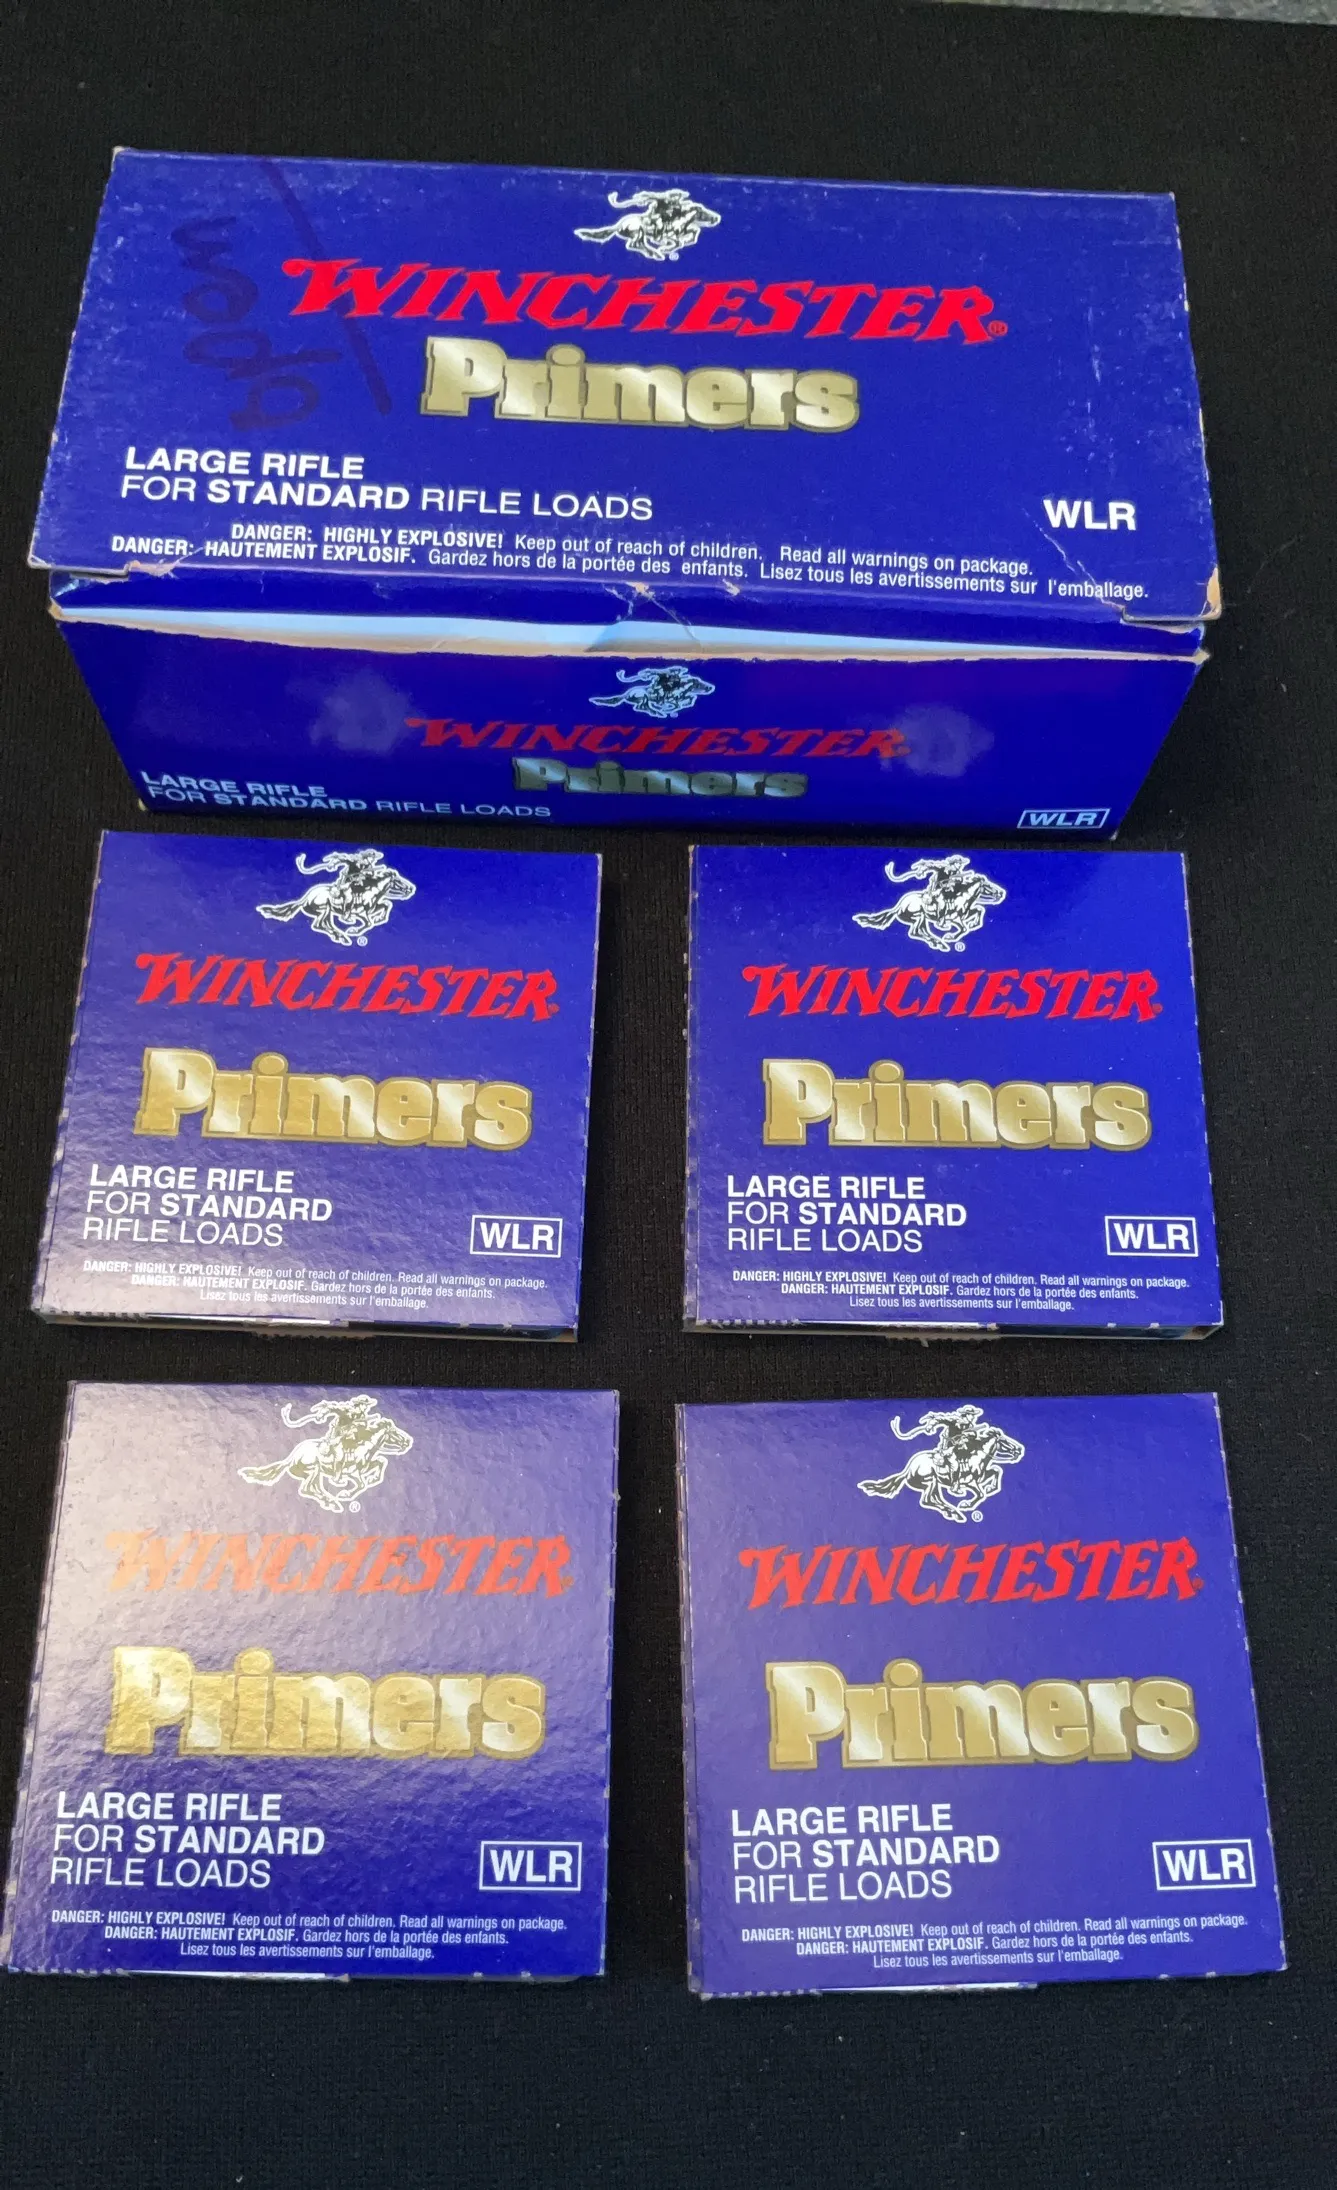 open
WINCHESTER®
Primers
LARGE RIFLE
FOR STANDARD RIFLE LOADS
WLR
DANGER: HIGHLY EXPLOSIVE! Keep out of reach of children. Read all warnings on package.
DANGER: HAUTEMENT EXPLOSIF. Gardez hors de la portée des enfants. Lisez tous les avertissements sur l'emballage.
WINCHESTER
Primers
LARGE RIFLE
FOR STANDARD RIFLE LOADS
WLR
®
WINCHESTER
Primers
LARGE RIFLE
FOR STANDARD
RIFLE LOADS
WLR
DANGER: HIGHLY EXPLOSIVE! Keep out of reach of children. Read all warnings on package.
DANGER: HAUTEMENT EXPLOSIF. Gardez hors de la portée des enfants.
Lisez tous les avertissements sur l'emballage.
®
WINCHESTER
Primers
LARGE RIFLE
FOR STANDARD
RIFLE LOADS
WLR
DANGER: HIGHLY EXPLOSIVE! Keep out of reach of children. Read all warnings on package.
DANGER: HAUTEMENT EXPLOSIF. Gardez hors de la portée des enfants.
Lisez tous les avertissements sur l'emballage.
®
WINCHESTER
Primers
LARGE RIFLE
FOR STANDARD
RIFLE LOADS
WLR
DANGER: HIGHLY EXPLOSIVE! Keep out of reach of children. Read all warnings on package.
DANGER: HAUTEMENT EXPLOSIF. Gardez hors de la portée des enfants.
Lisez tous les avertissements sur l'emballage.
®
WINCHESTER
Primers
LARGE RIFLE
FOR STANDARD
RIFLE LOADS
WLR
DANGER: HIGHLY EXPLOSIVE! Keep out of reach of children. Read all warnings on package.
DANGER: HAUTEMENT EXPLOSIF. Gardez hors de la portée des enfants.
Lisez tous les avertissements sur l'emballage.